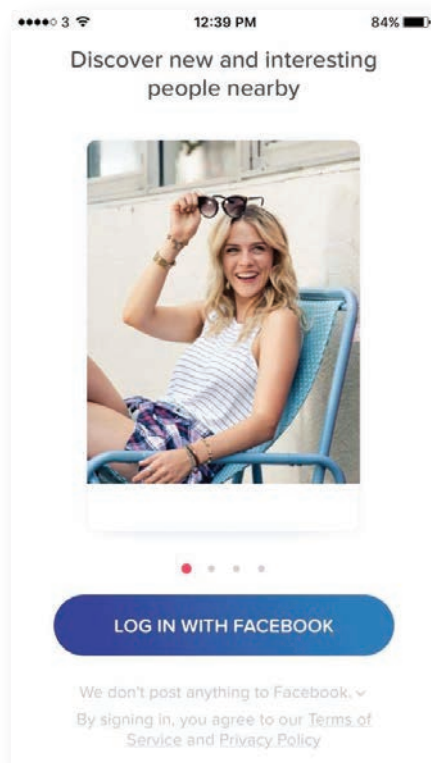 3 12:39 PM 84%
Discover new and interesting
people nearby
LOG IN WITH FACEBOOK
We don't post anything to Facebook.
By signing in, you agree to our Terms of
Service and Privacy Policy